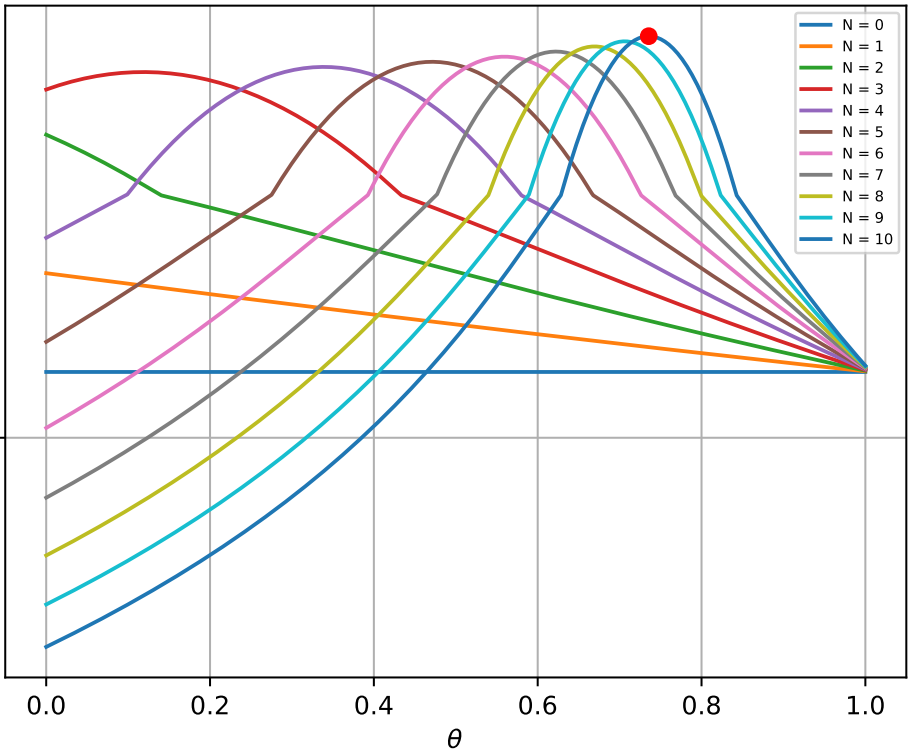 N = 0
N = 1
N = 2
N = 3
N = 4
N = 5
N = 6
N = 7
N = 8
N = 9
N = 10
0.0 0.2 0.4 0.6 0.8 1.0
θ